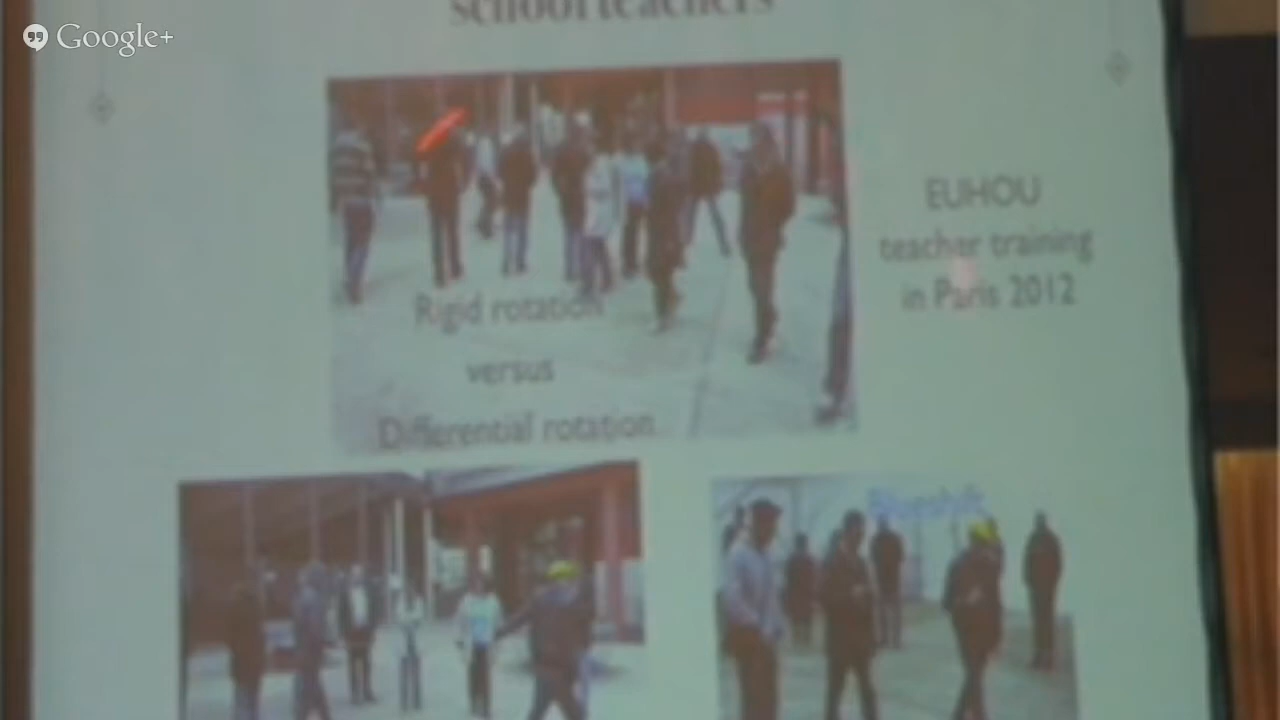 Google+
school teachers
EUHOU
teacher training
in Paris 2012
Rigid rotation
versus
Differential rotation